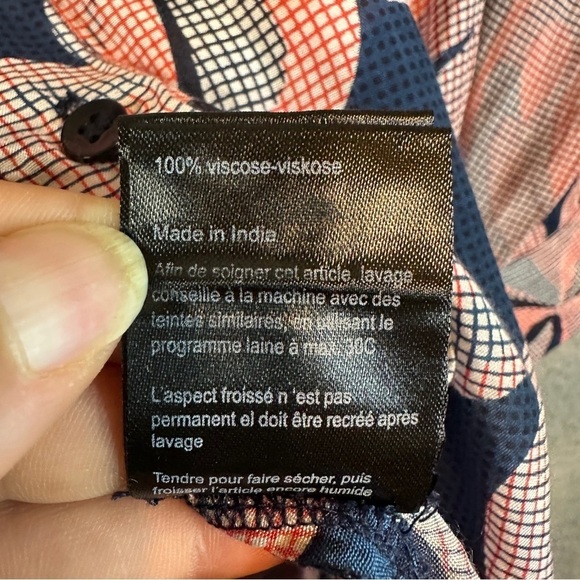 100% viscose-viskose
Made in India
Afin de soigner cet article, lavage
conseille à la machine avec des
teintes similaires, en utilisant le
programme laine à max. 30C
L'aspect froissé n 'est pas
permanent el doit être recréé après
lavage
Tendre pour faire sécher, puis
froisser l'article encore humide